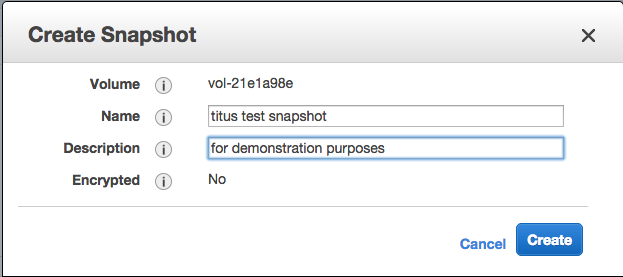 Create Snapshot
Volume vol-21e1a98e
Name titus test snapshot
Description for demonstration purposes
Encrypted No
Cancel Create